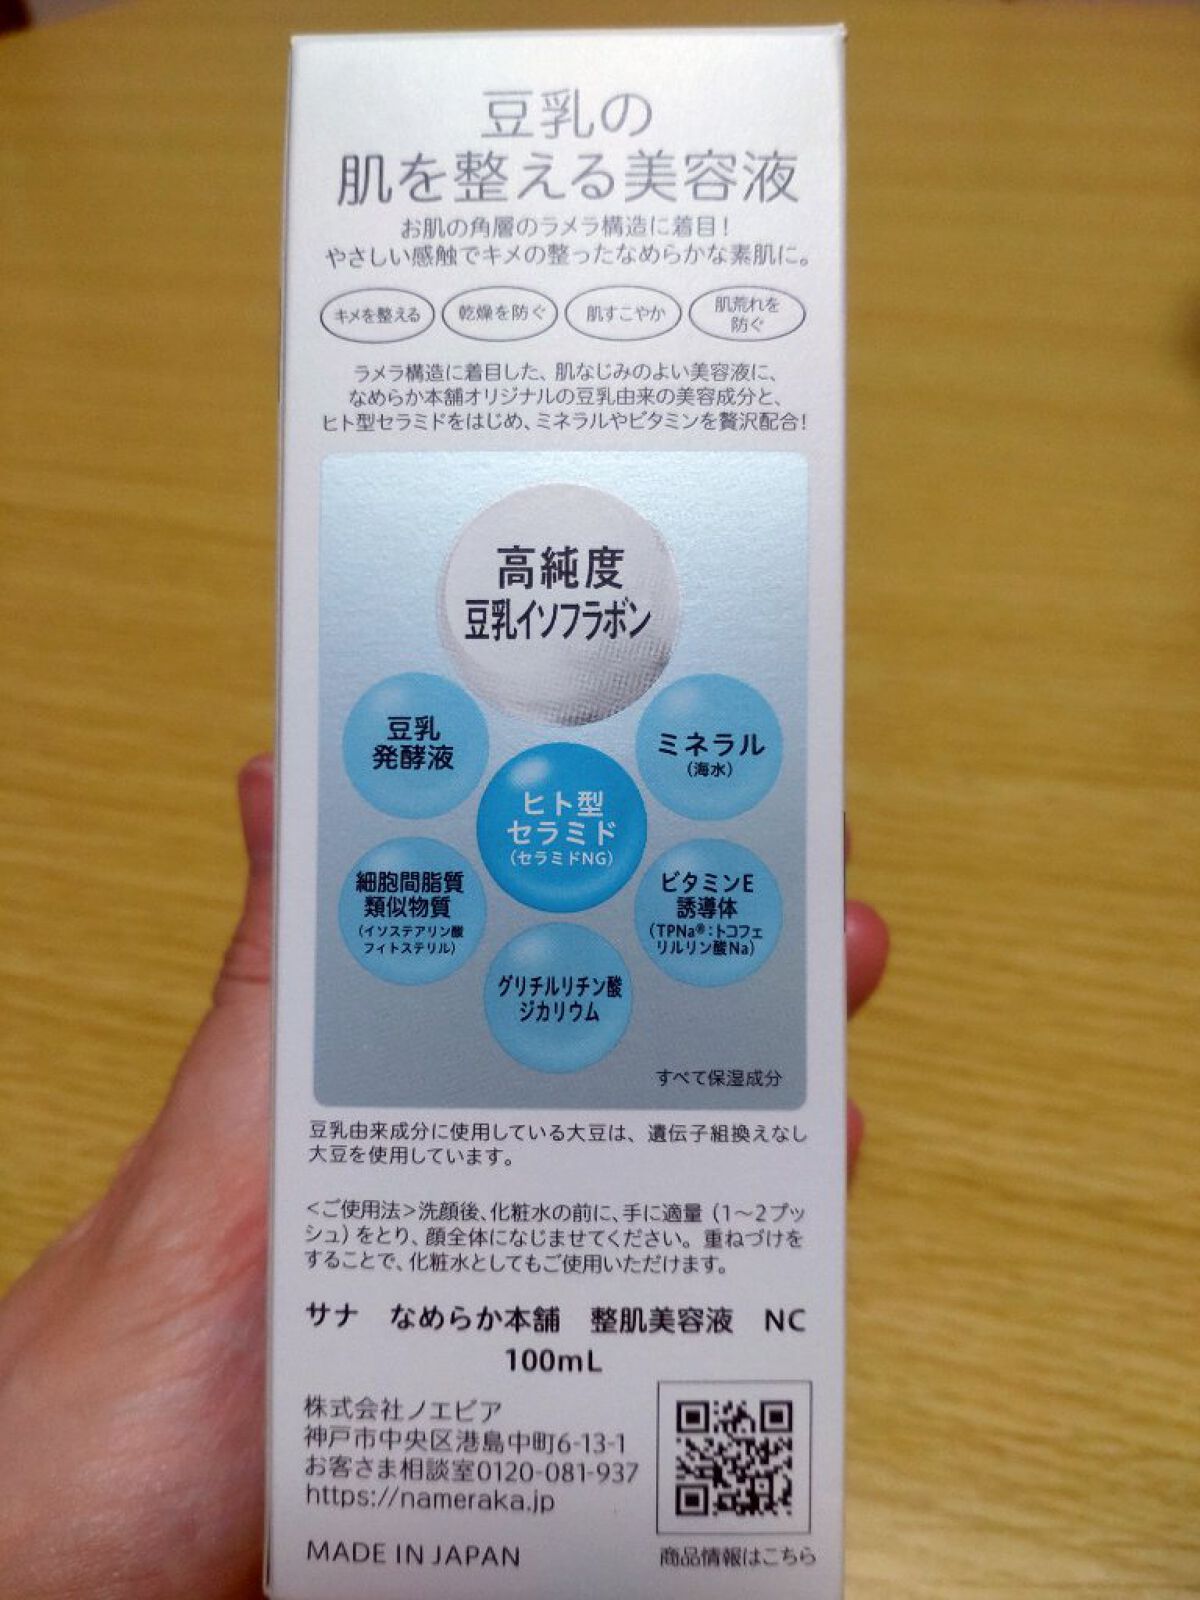 豆乳の
肌を整える美容液
お肌の角層のラメラ構造に着目！
やさしい感触でキメの整ったなめらかな素肌に。
キメを整える
乾燥を防ぐ
肌すこやか
肌荒れを
防ぐ
ラメラ構造に着目した、肌なじみのよい美容液に、
なめらか本舗オリジナルの豆乳由来の美容成分と、
ヒト型セラミドをはじめ、ミネラルやビタミンを贅沢配合！
高純度
豆乳イソフラボン
豆乳
発酵液
ミネラル
（海水）
ヒト型
セラミド
（セラミドNG）
細胞間脂質
類似物質
（イソステアリン酸
フィトステリル）
ビタミンE
誘導体
（TPNa®：トコフェ
リルリン酸Na）
グリチルリチン酸
ジカリウム
すべて保湿成分
豆乳由来成分に使用している大豆は、遺伝子組換えなし
大豆を使用しています。
＜ご使用法＞洗顔後、化粧水の前に、手に適量（1～2プッ
シュ）をとり、顔全体になじませてください。重ねづけを
することで、化粧水としてもご使用いただけます。
サナ なめらか本舗 整肌美容液 NC
100mL
株式会社ノエビア
神戸市中央区港島中町6-13-1
お客さま相談室0120-081-937
https://nameraka.jp
MADE IN JAPAN
商品情報はこちら